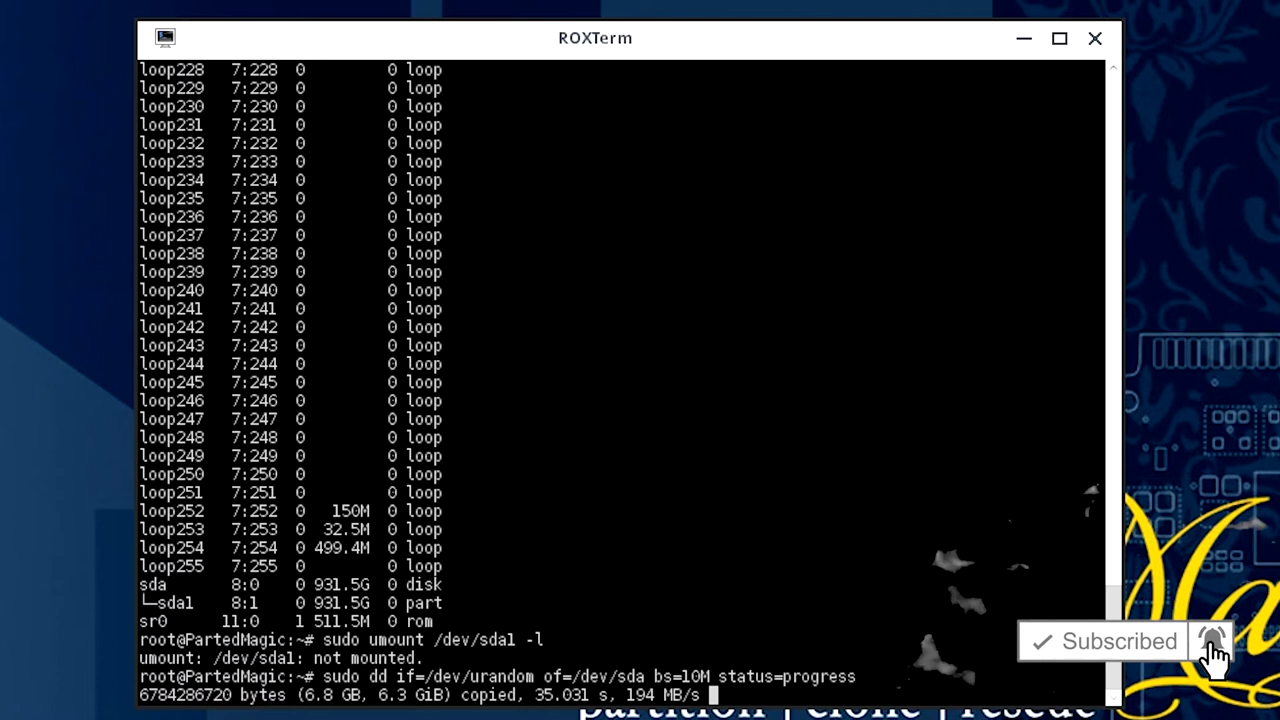 ROXTerm
loop228 7:228 0 0 loop
loop229 7:229 0 0 loop
loop230 7:230 0 0 loop
loop231 7:231 0 0 loop
loop232 7:232 0 0 loop
loop233 7:233 0 0 loop
loop234 7:234 0 0 loop
loop235 7:235 0 0 loop
loop236 7:236 0 0 loop
loop237 7:237 0 0 loop
loop238 7:238 0 0 loop
loop239 7:239 0 0 loop
loop240 7:240 0 0 loop
loop241 7:241 0 0 loop
loop242 7:242 0 0 loop
loop243 7:243 0 0 loop
loop244 7:244 0 0 loop
loop245 7:245 0 0 loop
loop246 7:246 0 0 loop
loop247 7:247 0 0 loop
loop248 7:248 0 0 loop
loop249 7:249 0 0 loop
loop250 7:250 0 0 loop
loop251 7:251 0 0 loop
loop252 7:252 0 150M 0 loop
loop253 7:253 0 32.5M 0 loop
loop254 7:254 0 499.4M 0 loop
loop255 7:255 0 0 loop
sda 8:0 0 931.5G 0 disk
└─sda1 8:1 0 931.5G 0 part
sr0 11:0 1 511.5M 0 rom
root@PartedMagic:~# sudo umount /dev/sda1 -l
umount: /dev/sda1: not mounted.
root@PartedMagic:~# sudo dd if=/dev/urandom of=/dev/sda bs=10M status=progress
6784286720 bytes (6.8 GB, 6.3 GiB) copied, 35.031 s, 194 MB/s
Subscribed
partition | clone | rescue